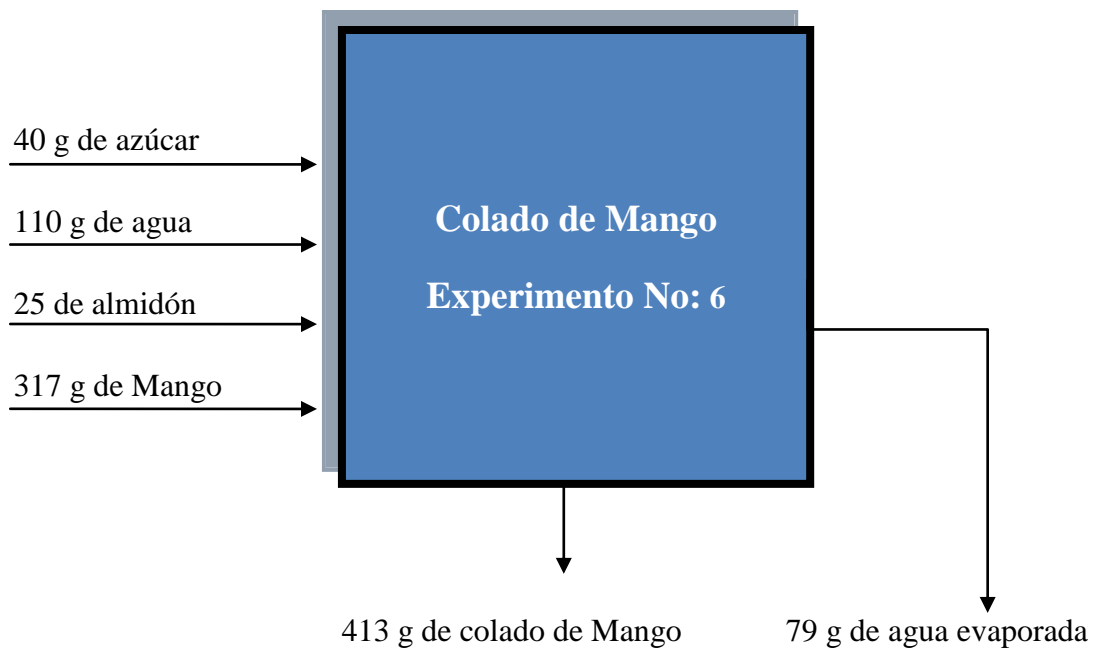 40 g de azúcar
110 g de agua
25 de almidón
317 g de Mango
Colado de Mango
Experimento No: 6
413 g de colado de Mango
79 g de agua evaporada